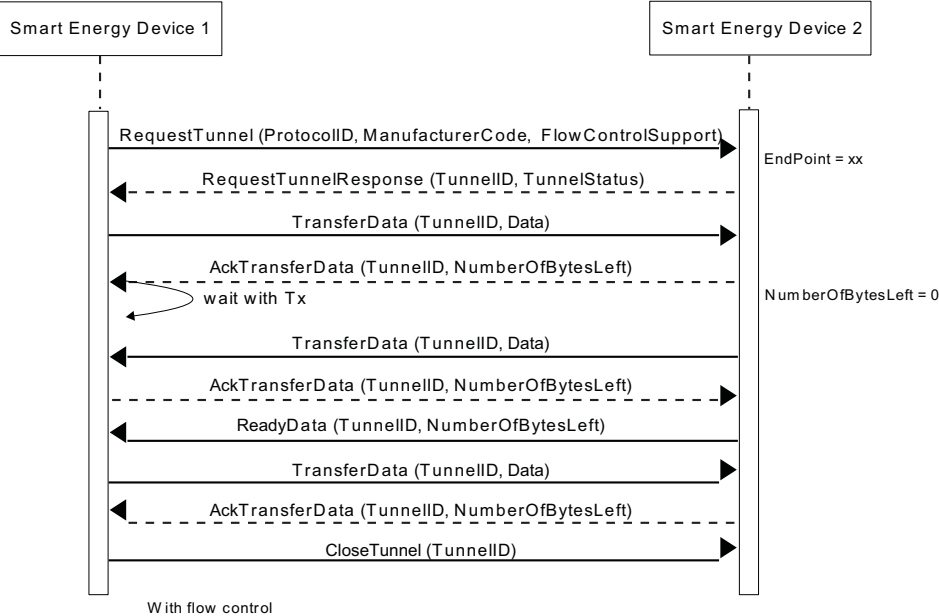 Smart Energy Device 1
Smart Energy Device 2
RequestTunnel (ProtocolID, ManufacturerCode, FlowControlSupport)
EndPoint = xx
RequestTunnelResponse (TunnelID, TunnelStatus)
TransferData (TunnelID, Data)
AckTransferData (TunnelID, NumberOfBytesLeft)
wait with Tx
NumberOfBytesLeft = 0
TransferData (TunnelID, Data)
AckTransferData (TunnelID, NumberOfBytesLeft)
ReadyData (TunnelID, NumberOfBytesLeft)
TransferData (TunnelID, Data)
AckTransferData (TunnelID, NumberOfBytesLeft)
CloseTunnel (TunnelID)
With flow control